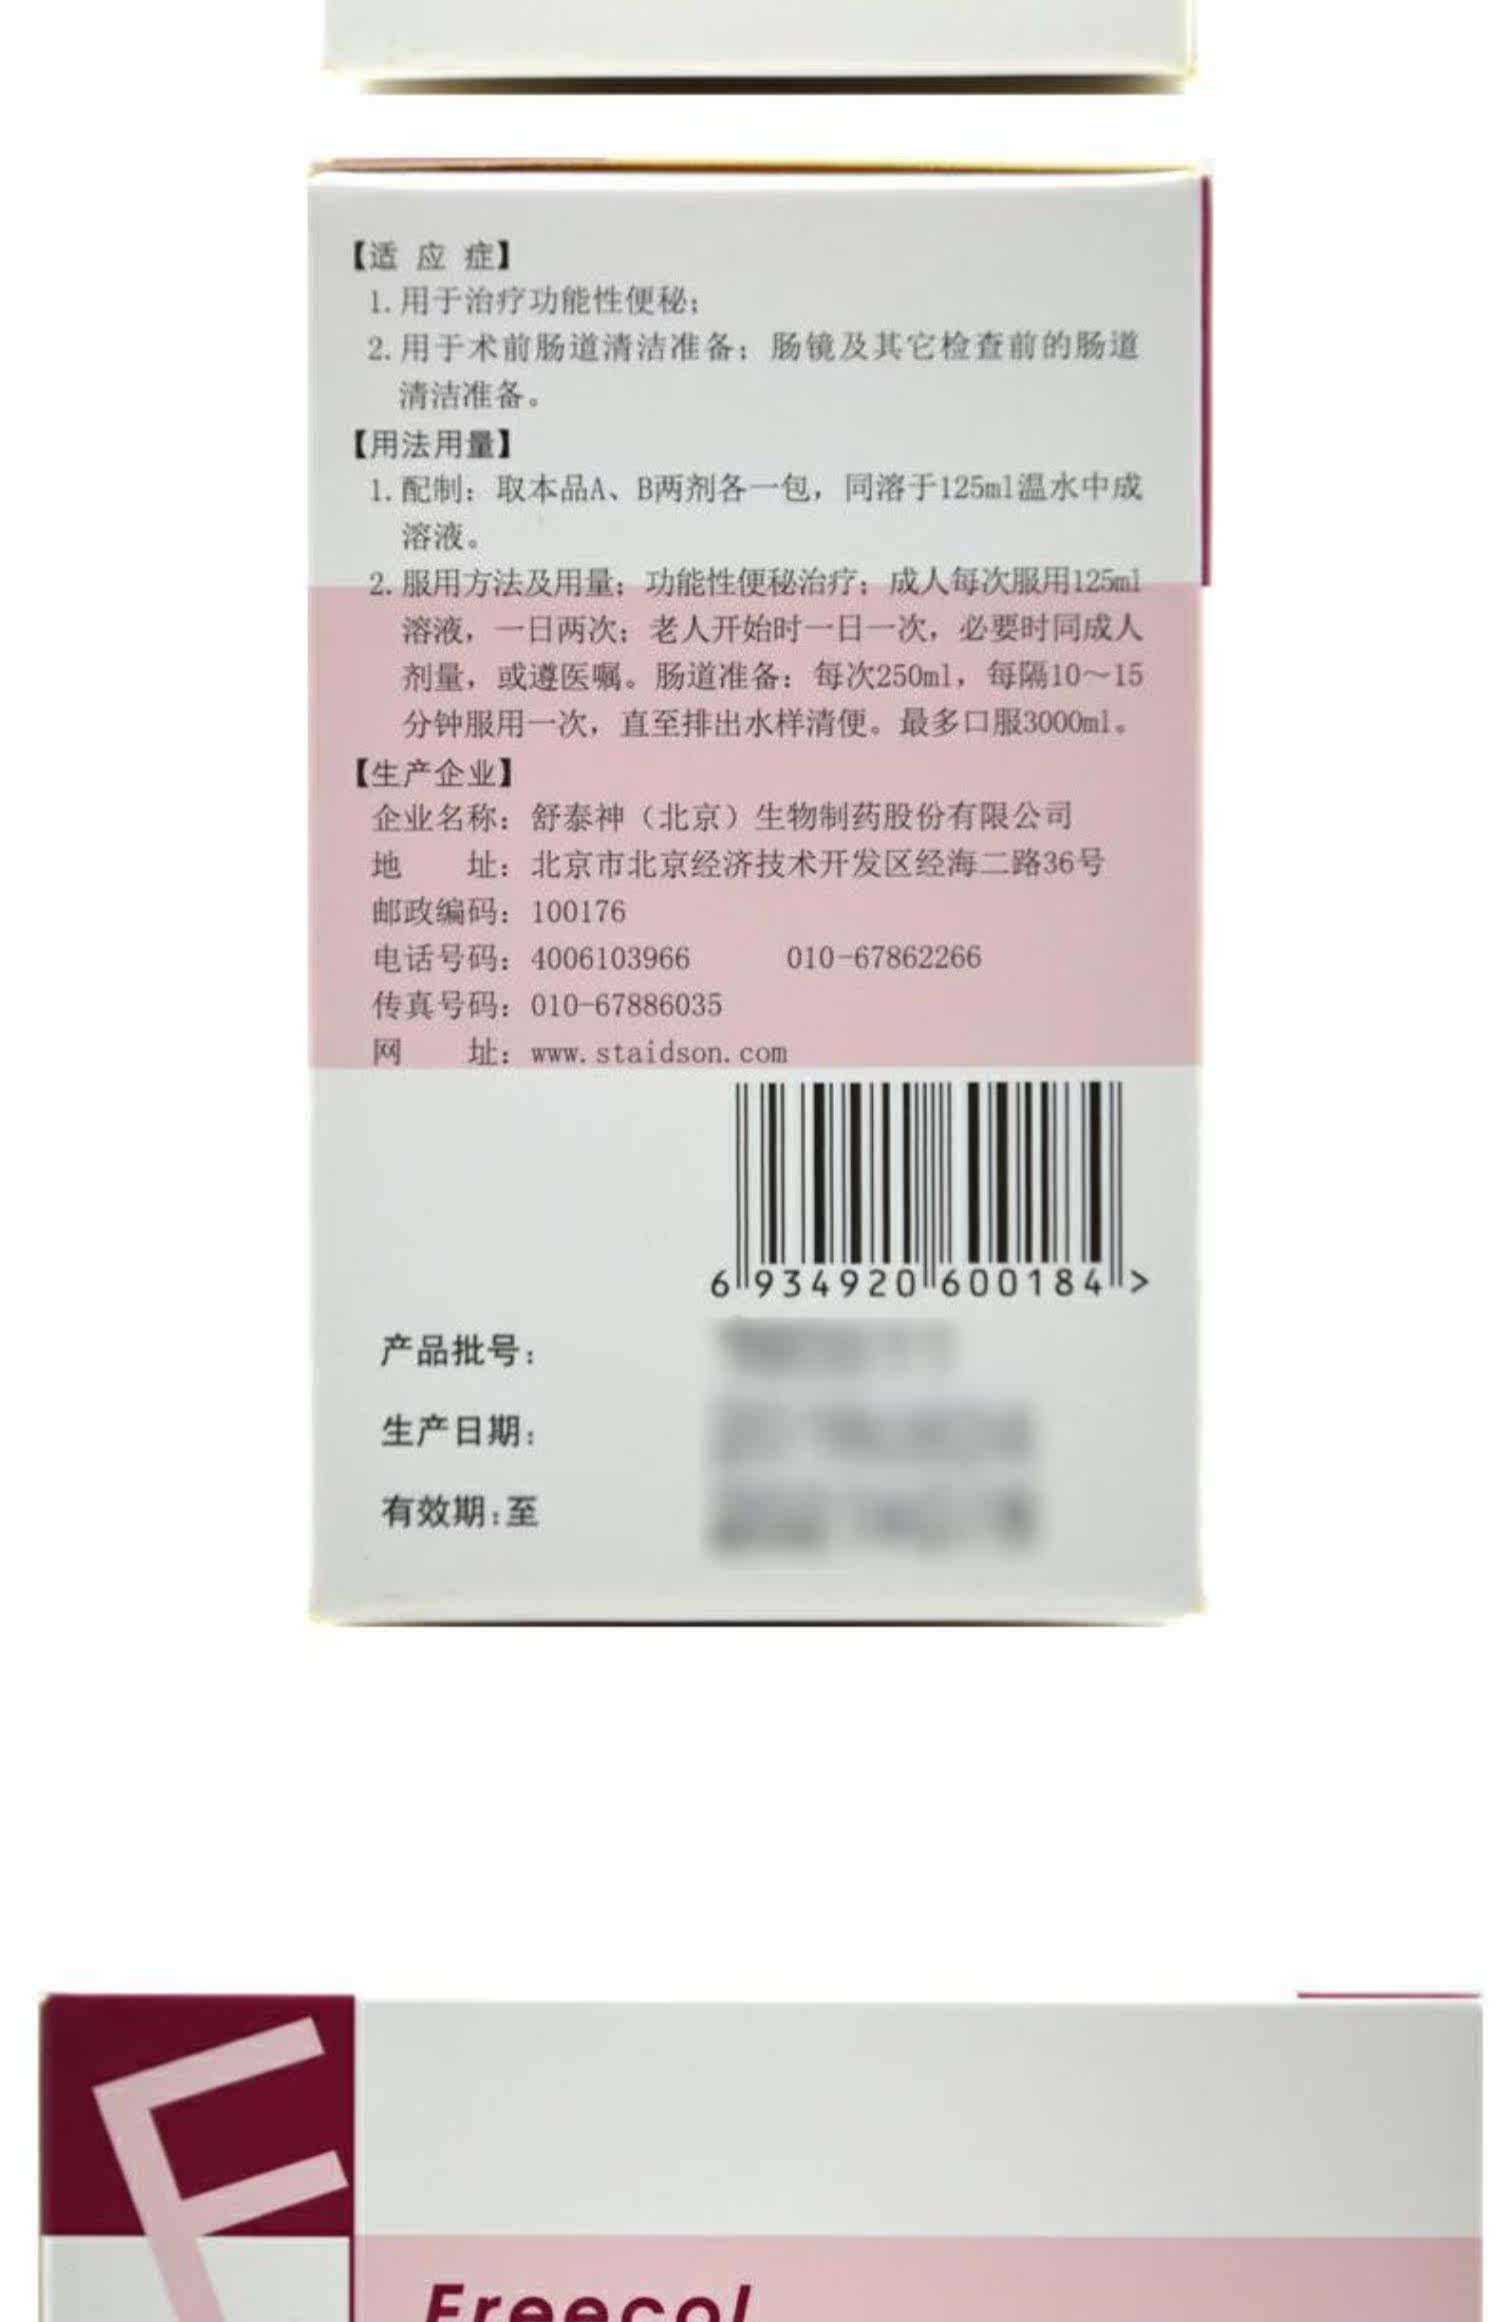 【适 应 症】
1. 用于治疗功能性便秘；
2. 用于术前肠道清洁准备；肠镜及其它检查前的肠道
清洁准备。
【用法用量】
1. 配制：取本品A、B两剂各一包，同溶于125ml温水中成
溶液。
2. 服用方法及用量：功能性便秘治疗：成人每次服用125ml
溶液，一日两次；老人开始时一日一次，必要时同成人
剂量，或遵医嘱。肠道准备：每次250ml，每隔10～15
分钟服用一次，直至排出水样清便。最多口服3000ml。
【生产企业】
企业名称：舒泰神（北京）生物制药股份有限公司
地 址：北京市北京经济技术开发区经海二路36号
邮政编码：100176
电话号码：4006103966 010-67862266
传真号码：010-67886035
网 址：www.staidson.com
6 934920 600184 >
产品批号：
生产日期：
有效期：至
F
Freecol